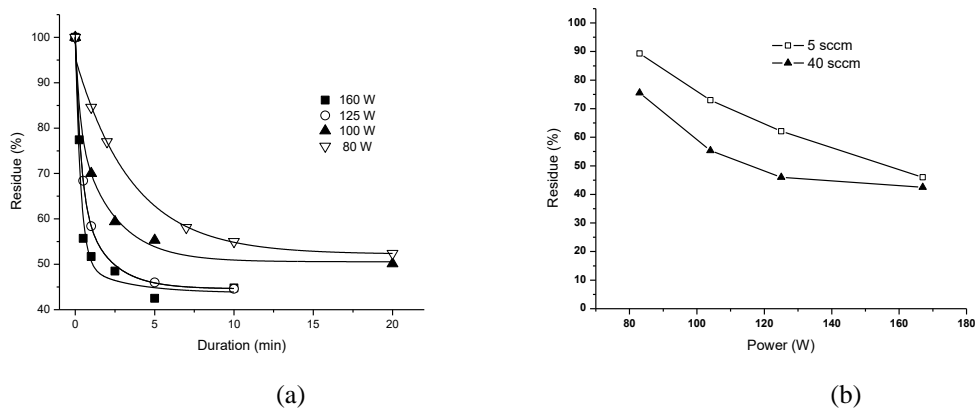 100
90
80
70
60
50
40
Residue (%)
160 W
125 W
100 W
80 W
0 5 10 15 20
Duration (min)
(a)
100
90
80
70
60
50
40
30
20
10
0
Residue (%)
5 sccm
40 sccm
80 100 120 140 160 180
Power (W)
(b)